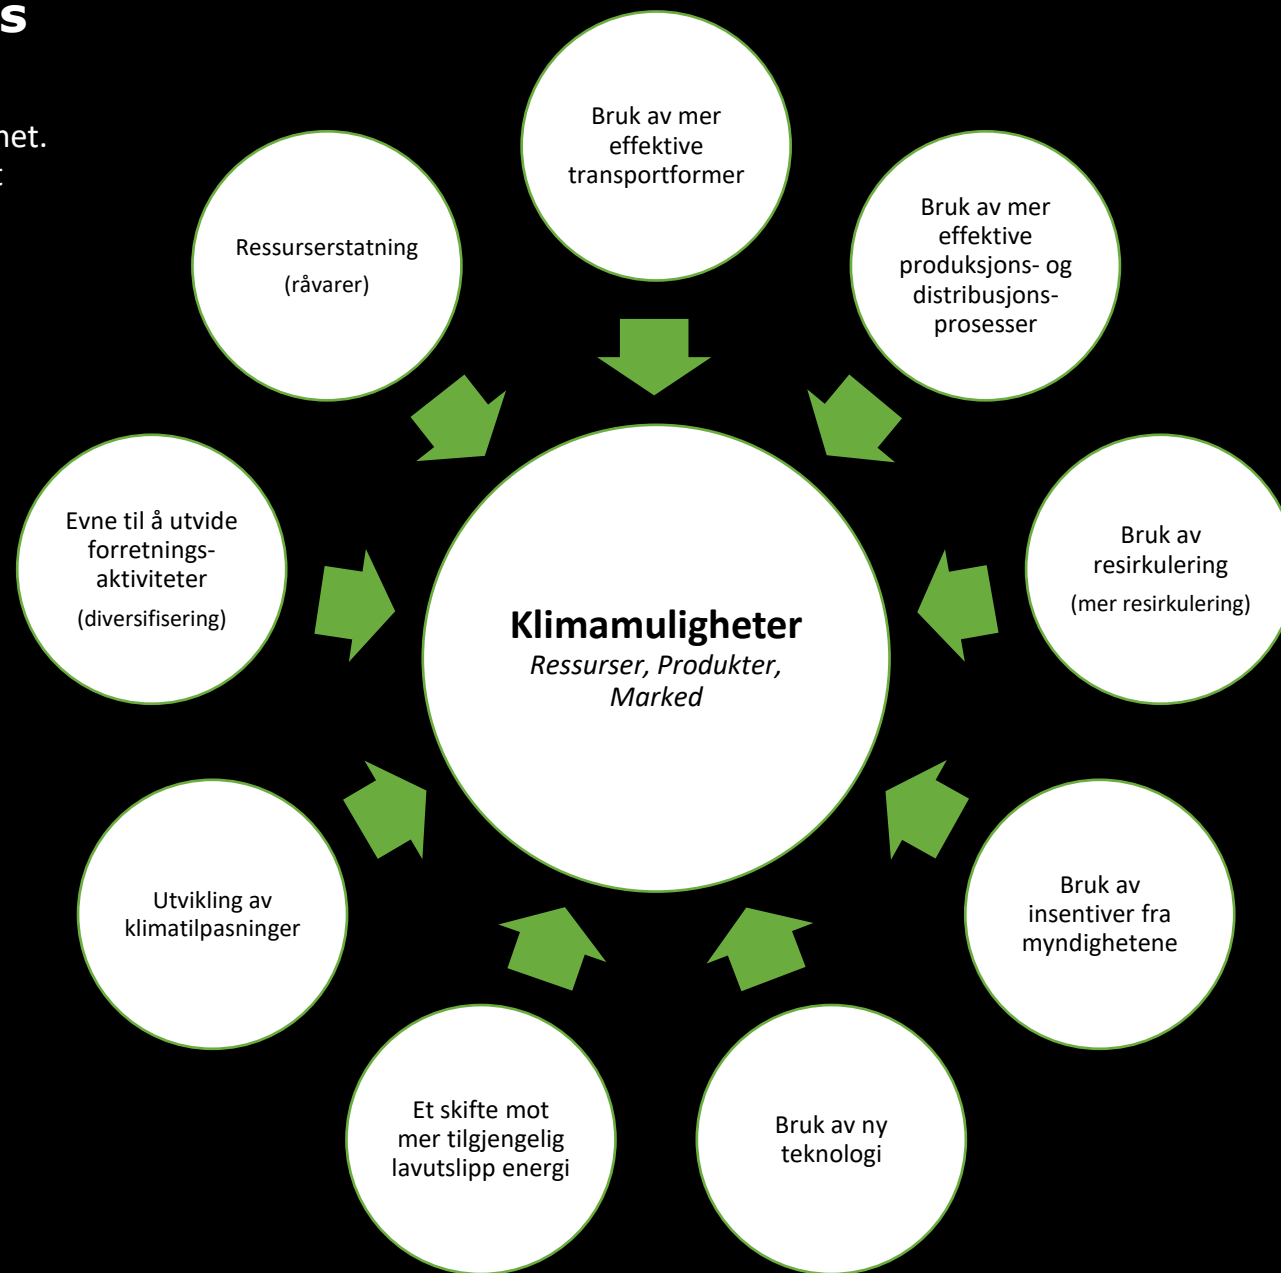 s
het.
t
Bruk av mer
effektive
transportformer
Bruk av mer
effektive
produksjons- og
distribusjons-
prosesser
Bruk av
resirkulering
(mer resirkulering)
Bruk av
insentiver fra
myndighetene
Bruk av ny
teknologi
Et skifte mot
mer tilgjengelig
lavutslipp energi
Utvikling av
klimatilpasninger
Evne til å utvide
forretnings-
aktiviteter
(diversifisering)
Ressurserstatning
(råvarer)
Klimamuligheter
Ressurser, Produkter,
Marked